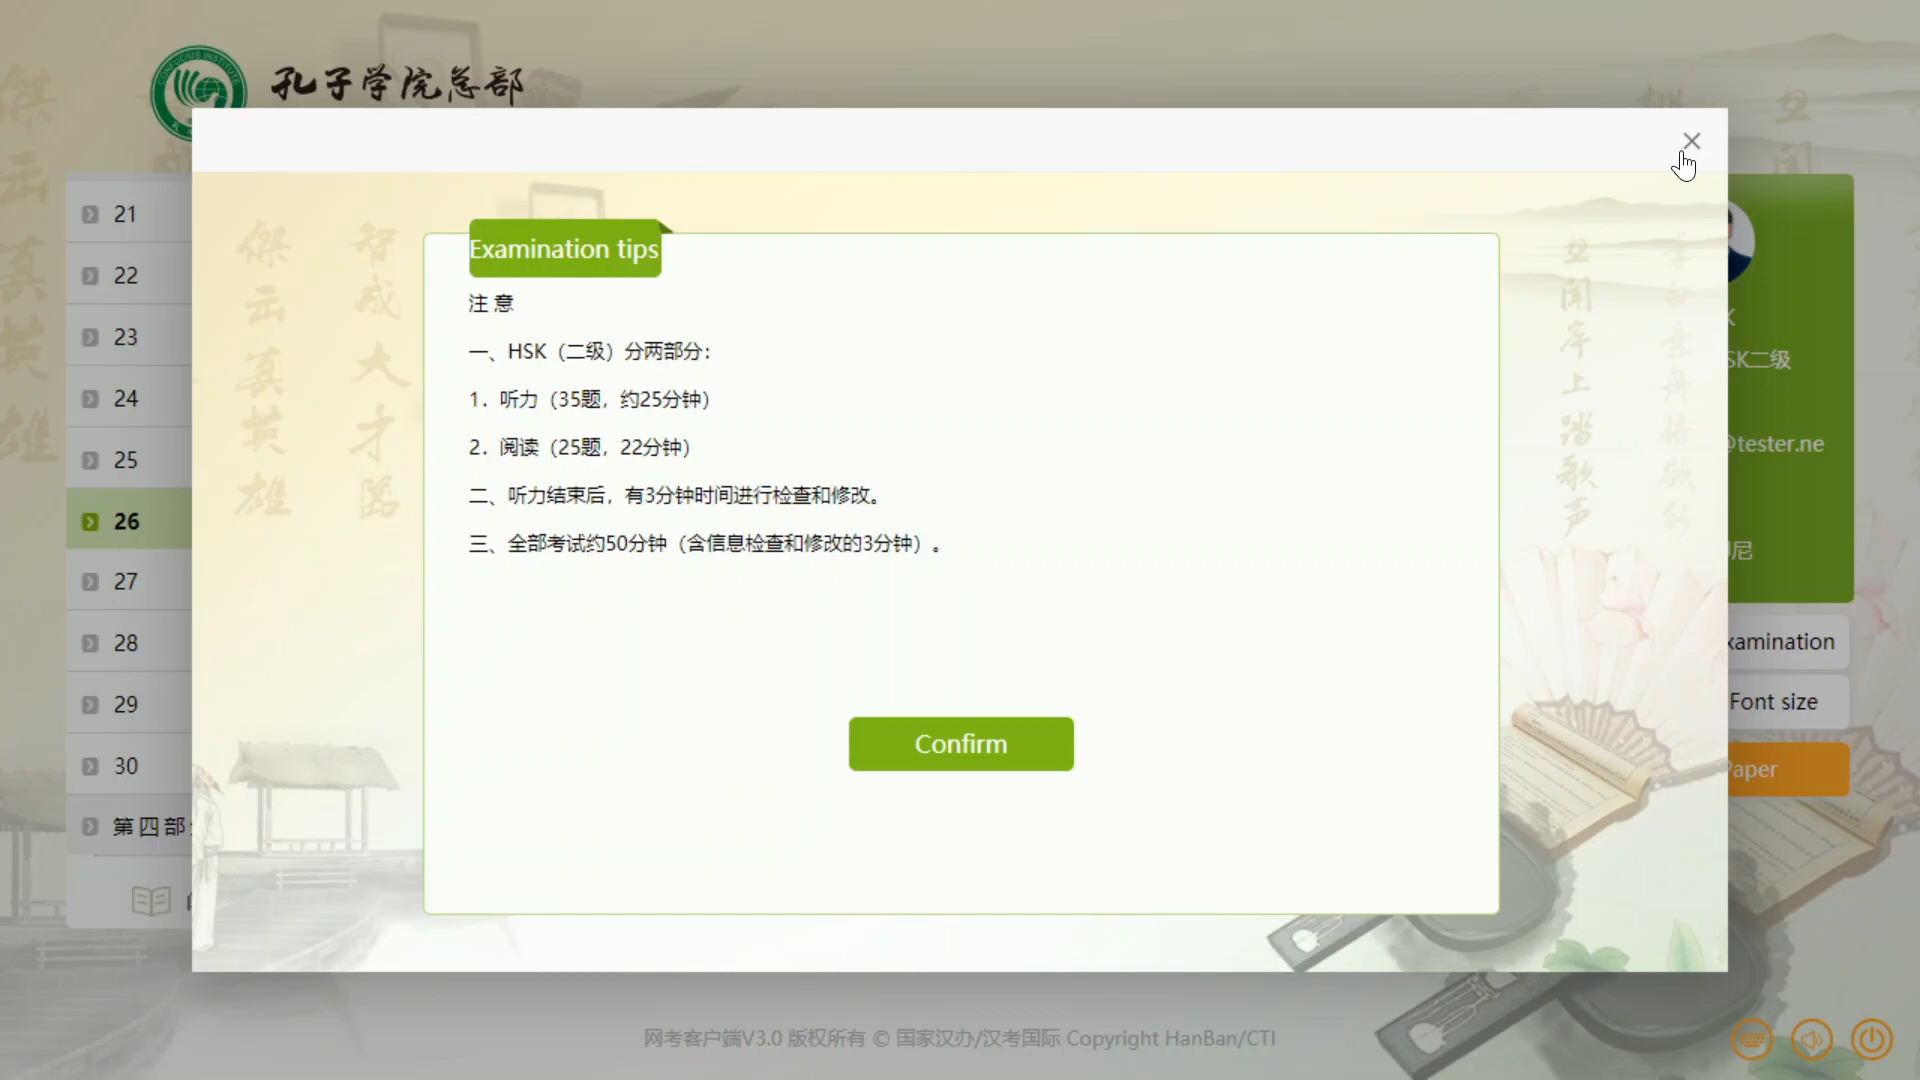 孔子学院总部
21
22
23
24
25
26
27
28
29
30
第四部
Examination tips
注 意
一、HSK（二级）分两部分：
1．听力（35题，约25分钟）
2．阅读（25题，22分钟）
二、听力结束后，有3分钟时间进行检查和修改。
三、全部考试约50分钟（含信息检查和修改的3分钟）。
Confirm
SK二级
@tester.ne
尼
xamination
Font size
Paper
网考客户端V3.0 版权所有 © 国家汉办/汉考国际 Copyright HanBan/CTI